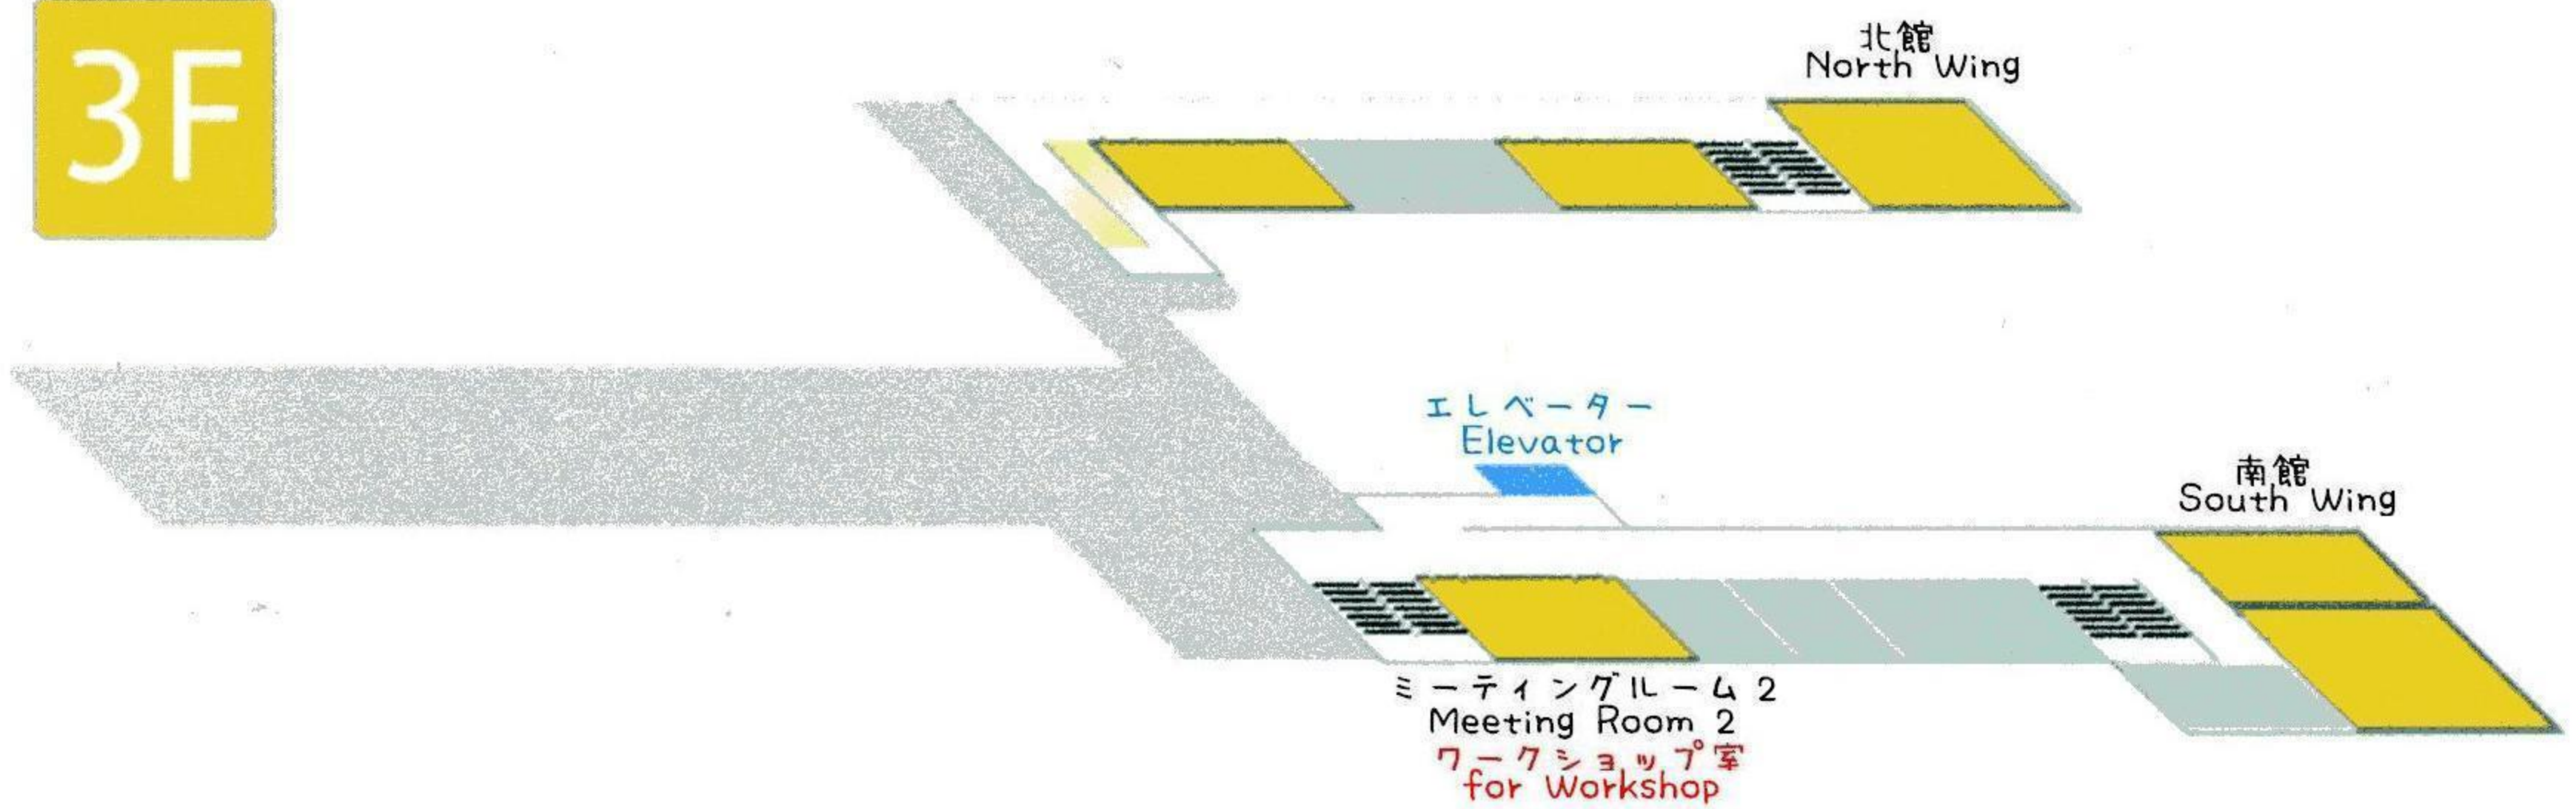 3F
北館
North Wing
エレベーター
Elevator
南館
South Wing
ミーティングルーム2
Meeting Room 2
ワークショップ室
for Workshop